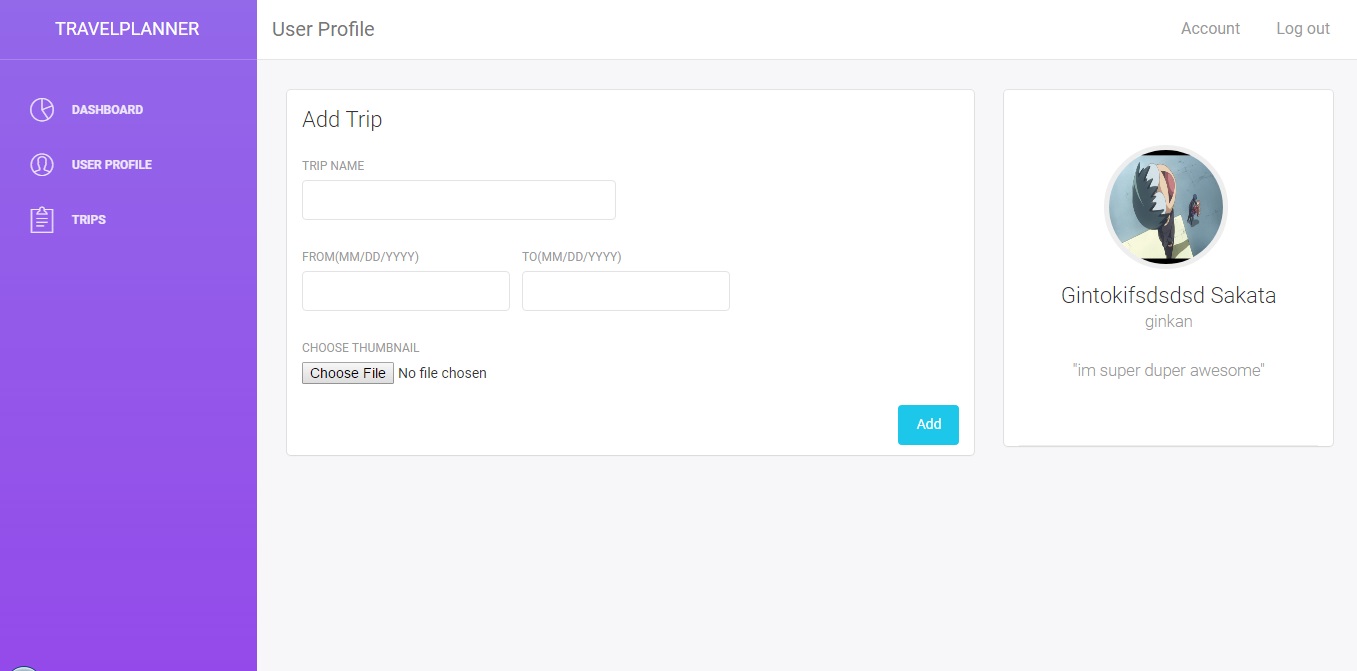 TRAVELPLANNER
User Profile
Account
Log out
DASHBOARD
USER PROFILE
TRIPS
Add Trip
TRIP NAME
FROM(MM/DD/YYYY)
TO(MM/DD/YYYY)
CHOOSE THUMBNAIL
Choose File No file chosen
Add
Gintokifsdsdsd Sakata
ginkan
"im super duper awesome"